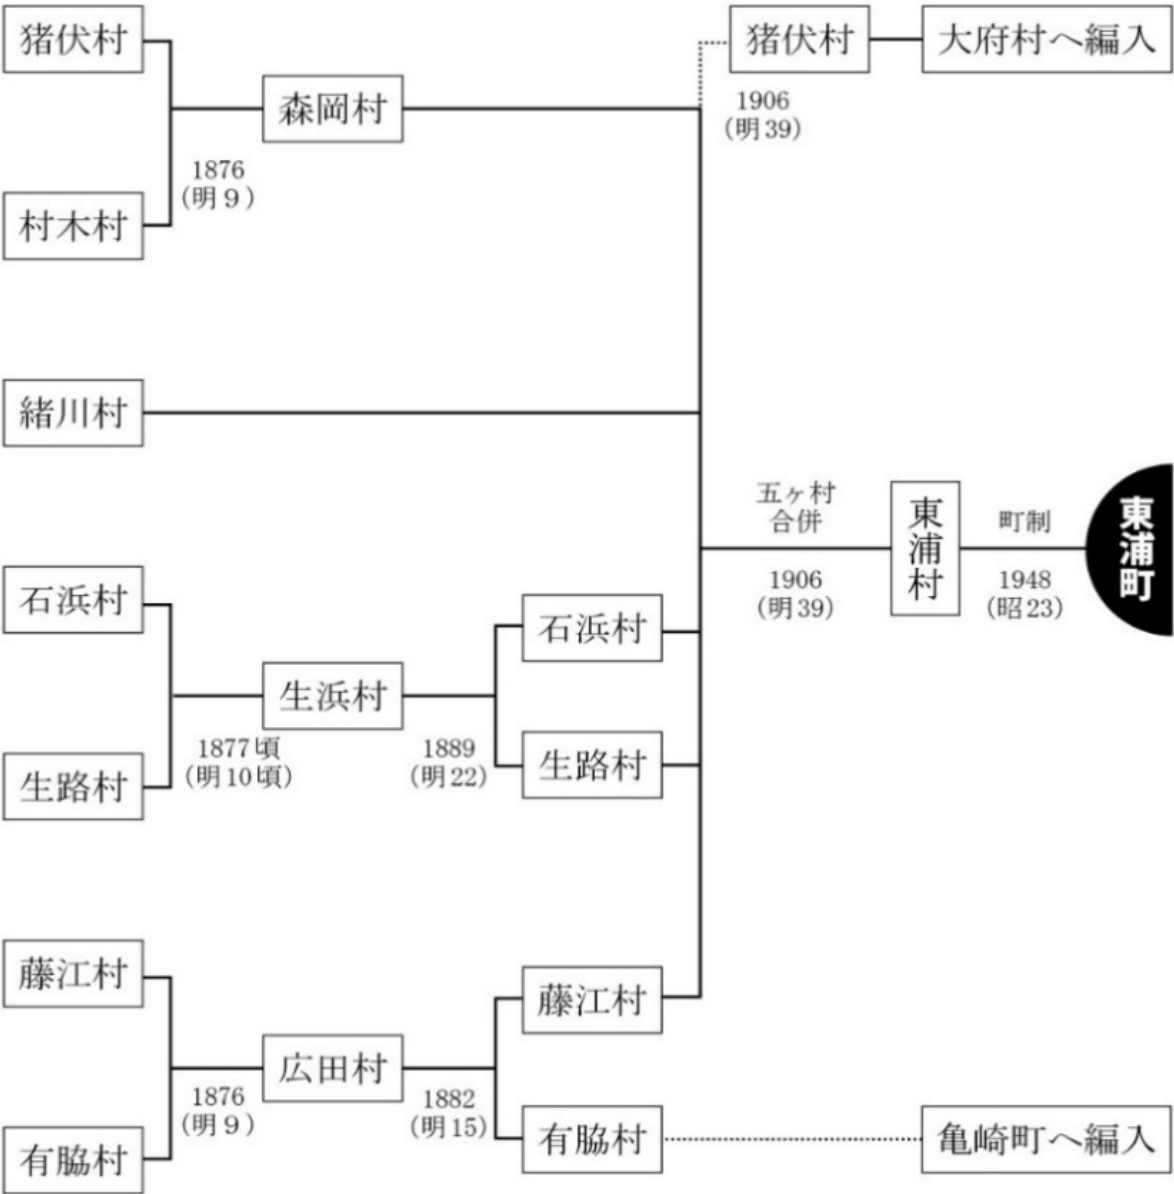 猪伏村
村木村
1876
(明9)
森岡村
猪伏村
1906
(明39)
大府村へ編入
緒川村
石浜村
生路村
1877頃
(明10頃)
生浜村
1889
(明22)
石浜村
生路村
藤江村
有脇村
1876
(明9)
広田村
1882
(明15)
藤江村
有脇村
亀崎町へ編入
五ヶ村
合併
1906
(明39)
東浦村
町制
1948
(昭23)
東浦町